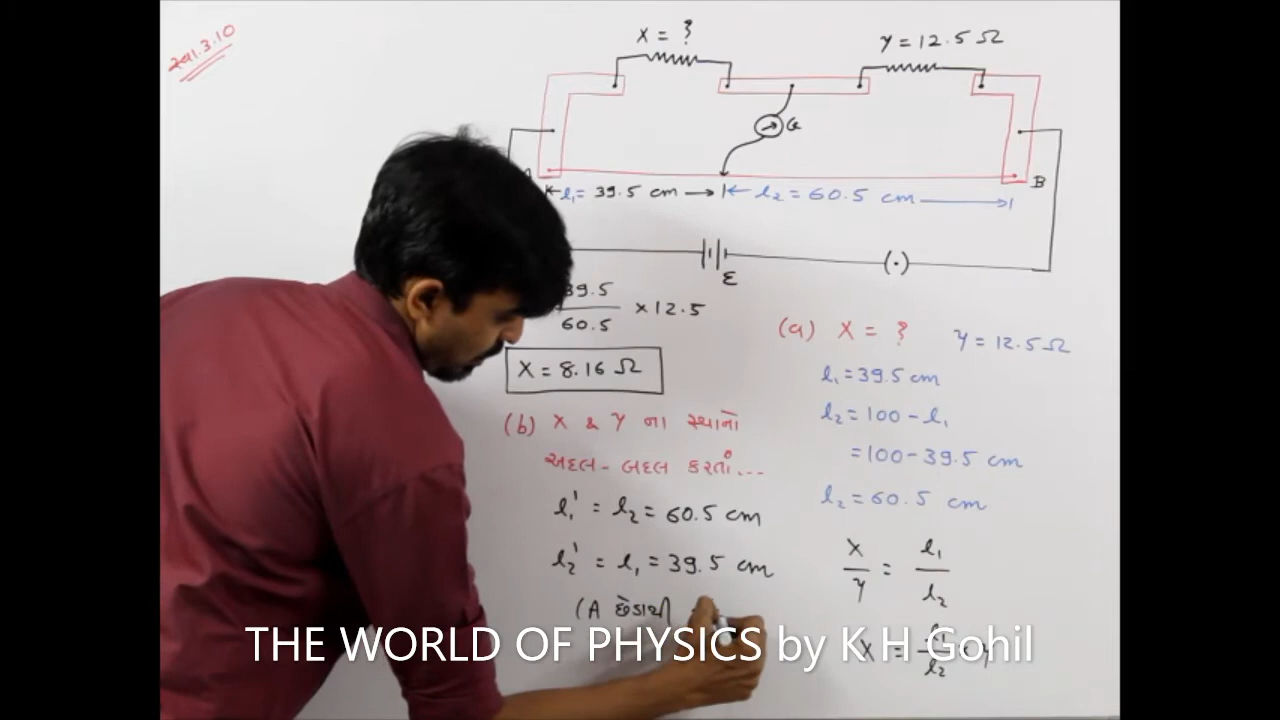 સ્વા.3.10
X = ?
Y = 12.5 Ω
G
l₁ = 39.5 cm
l₂ = 60.5 cm
B
E
39.5
60.5
× 12.5
X = 8.16 Ω
(b) X & Y ના સ્થાનો
અદલ - બદલ કરતાં...
l₁' = l₂ = 60.5 cm
l₂' = l₁ = 39.5 cm
(A છેડાથી
(a) X = ? Y = 12.5 Ω
l₁ = 39.5 cm
l₂ = 100 - l₁
= 100 - 39.5 cm
l₂ = 60.5 cm
X/Y = l₁/l₂
X = l₁/l₂ Y
THE WORLD OF PHYSICS by K H Gohil